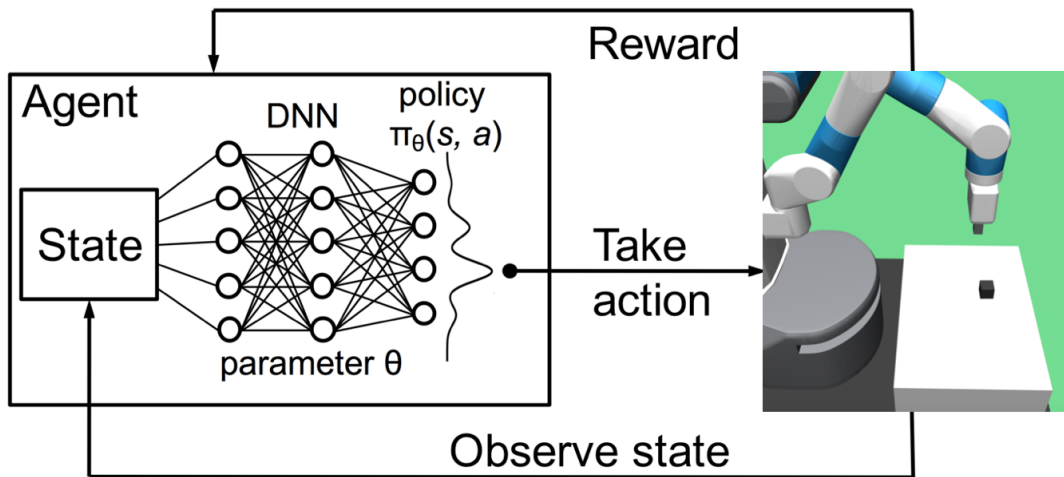 Reward
Agent
policy
DNN
πθ(s, a)
State
Take
action
parameter θ
Observe state